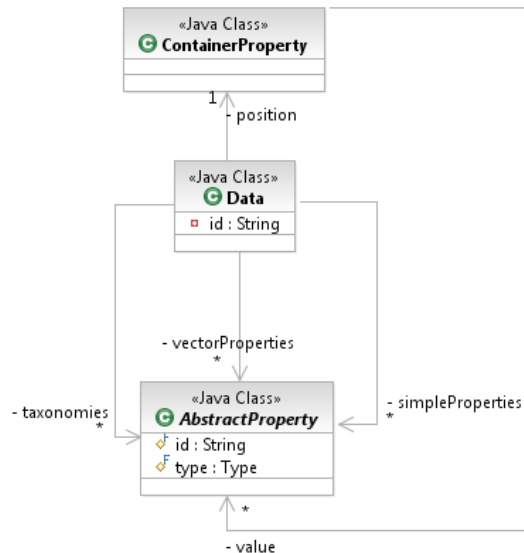 «Java Class»
C ContainerProperty
1
- position
«Java Class»
C Data
id : String
- vectorProperties
*
«Java Class»
C AbstractProperty
F id : String
F type : Type
- taxonomies
*
- simpleProperties
*
*
- value